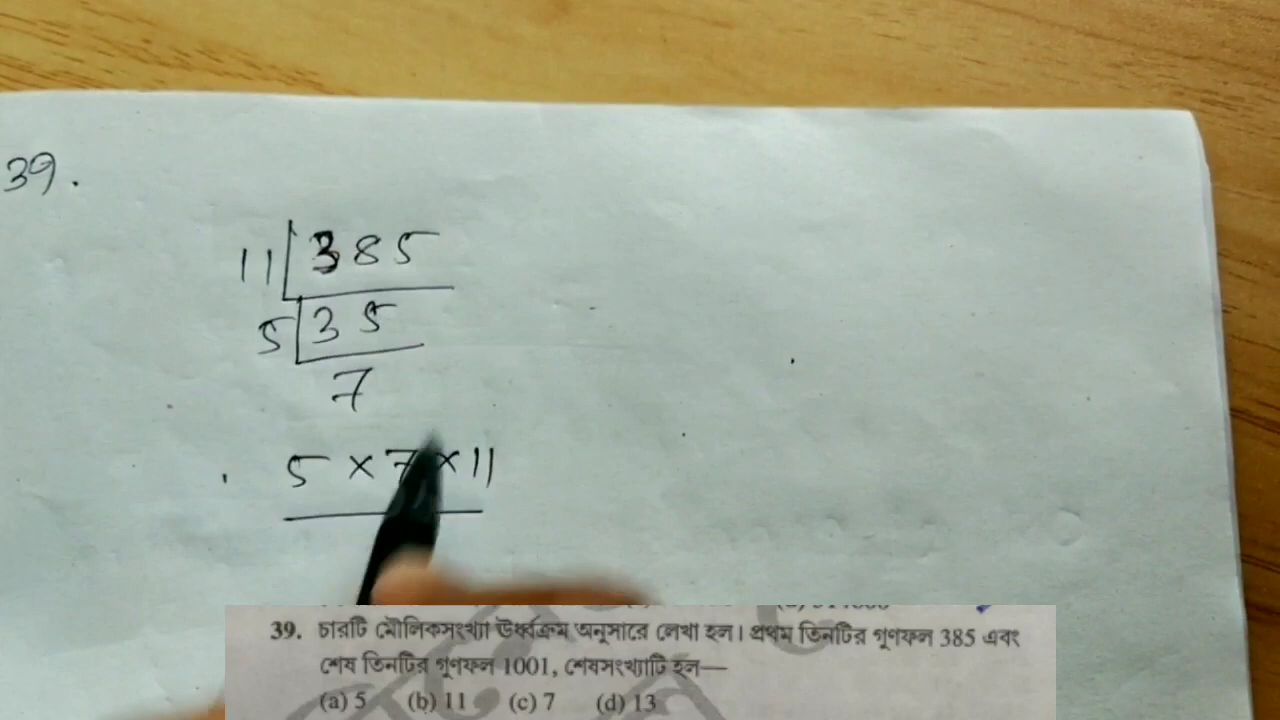 39.
11 385
5 35
7
5 × 7 × 11
39. চারটি মৌলিকসংখ্যা ঊর্ধ্বক্রম অনুসারে লেখা হল। প্রথম তিনটির গুণফল 385 এবং
শেষ তিনটির গুণফল 1001, শেষসংখ্যাটি হল—
(a) 5 (b) 11 (c) 7 (d) 13